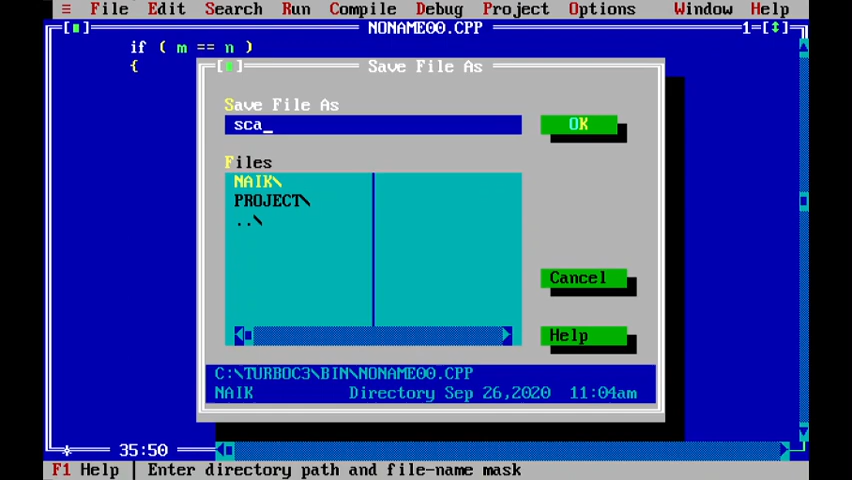 ≡ File Edit Search Run Compile Debug Project Options Window Help
[■] NONAME00.CPP 1=[↕]
if ( m == n )
{
[■] Save File As
Save File As
sca_
OK
Files
NAIK\
PROJECT\
..\
Cancel
Help
C:\TURBOC3\BIN\NONAME00.CPP
NAIK Directory Sep 26,2020 11:04am
* 35:50
F1 Help | Enter directory path and file-name mask